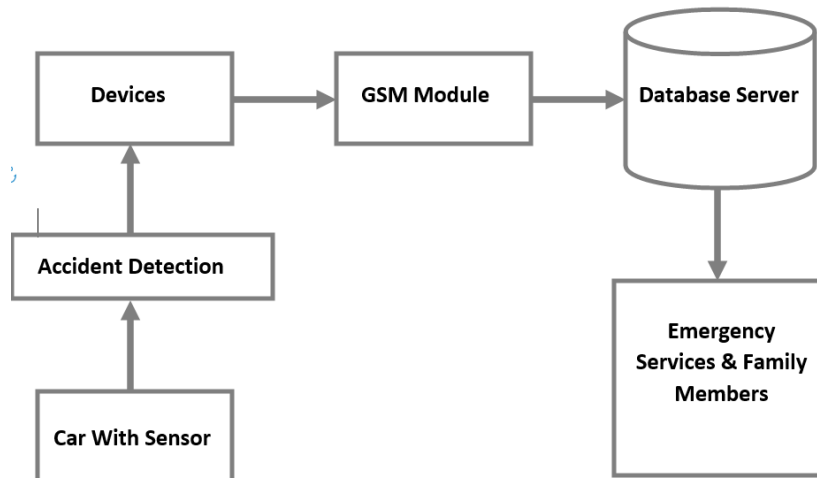 Devices
GSM Module
Database Server
Accident Detection
Car With Sensor
Emergency
Services & Family
Members